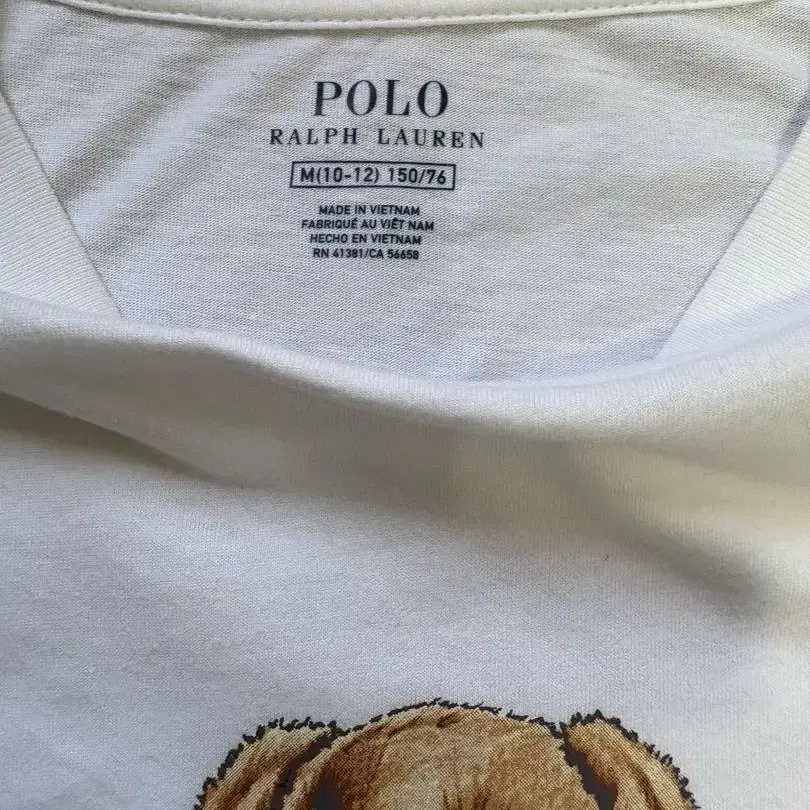 POLO
RALPH LAUREN
M(10-12) 150/76
MADE IN VIETNAM
FABRIQUÉ AU VIÊT NAM
HECHO EN VIETNAM
RN 41381/CA 56658